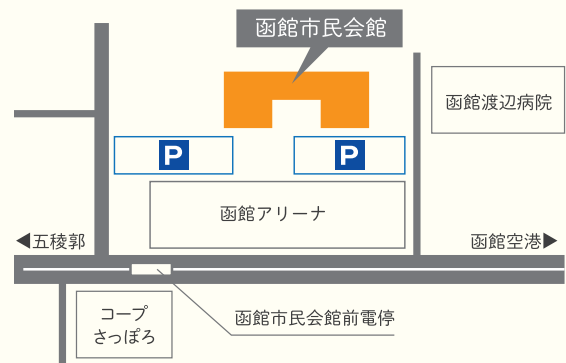 函館市民会館
函館渡辺病院
P
P
函館アリーナ
五稜郭
函館空港
コープ
さっぽろ
函館市民会館前電停